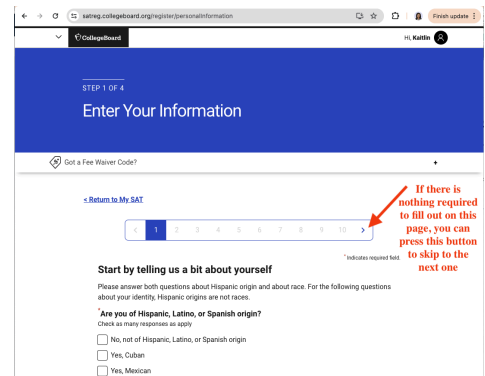 satreg.collegeboard.org/register/personalInformation
Finish update
CollegeBoard
Hi, Kaitlin
STEP 1 OF 4
Enter Your Information
Got a Fee Waiver Code?
+
< Return to My SAT
< 1 2 3 4 5 6 7 8 9 10 >
If there is
nothing required
to fill out on this
page, you can
press this button
to skip to the
next one
* Indicates required field.
Start by telling us a bit about yourself
Please answer both questions about Hispanic origin and about race. For the following questions
about your identity, Hispanic origins are not races.
*Are you of Hispanic, Latino, or Spanish origin?
Check as many responses as apply
No, not of Hispanic, Latino, or Spanish origin
Yes, Cuban
Yes, Mexican